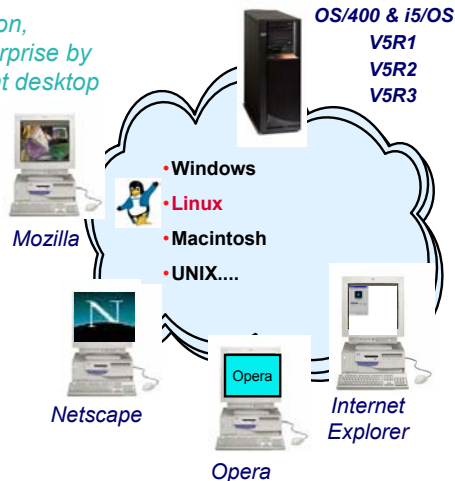 on,
rprise by
t desktop
OS/400 & i5/OS
V5R1
V5R2
V5R3
•Windows
•Linux
•Macintosh
•UNIX....
Mozilla
N
Netscape
Opera
Opera
Internet
Explorer